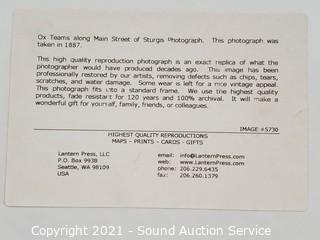 Ox Teams along Main Street of Sturgis Photograph. This photograph was
taken in 1887.
This high quality reproduction photograph is an exact replica of what the
photographer would have produced decades ago. This image has been
professionally restored by our artists, removing defects such as chips, tears,
scratches, and water damage. Some wear is left for a nice vintage appeal.
This photograph fits into a standard frame. We use the highest quality
products, fade resistant for 120 years and 100% archival. It will make a
wonderful gift for yourself, family, friends, or colleagues.
IMAGE #5730
HIGHEST QUALITY REPRODUCTIONS
MAPS - PRINTS - CARDS - GIFTS
Lantern Press, LLC
P.O. Box 9938
Seattle, WA 98109
USA
email: info@LanternPress.com
web: www.LanternPress.com
phone: 206.229.6435
fax: 206.260.1379
Copyright 2021 - Sound Auction Service